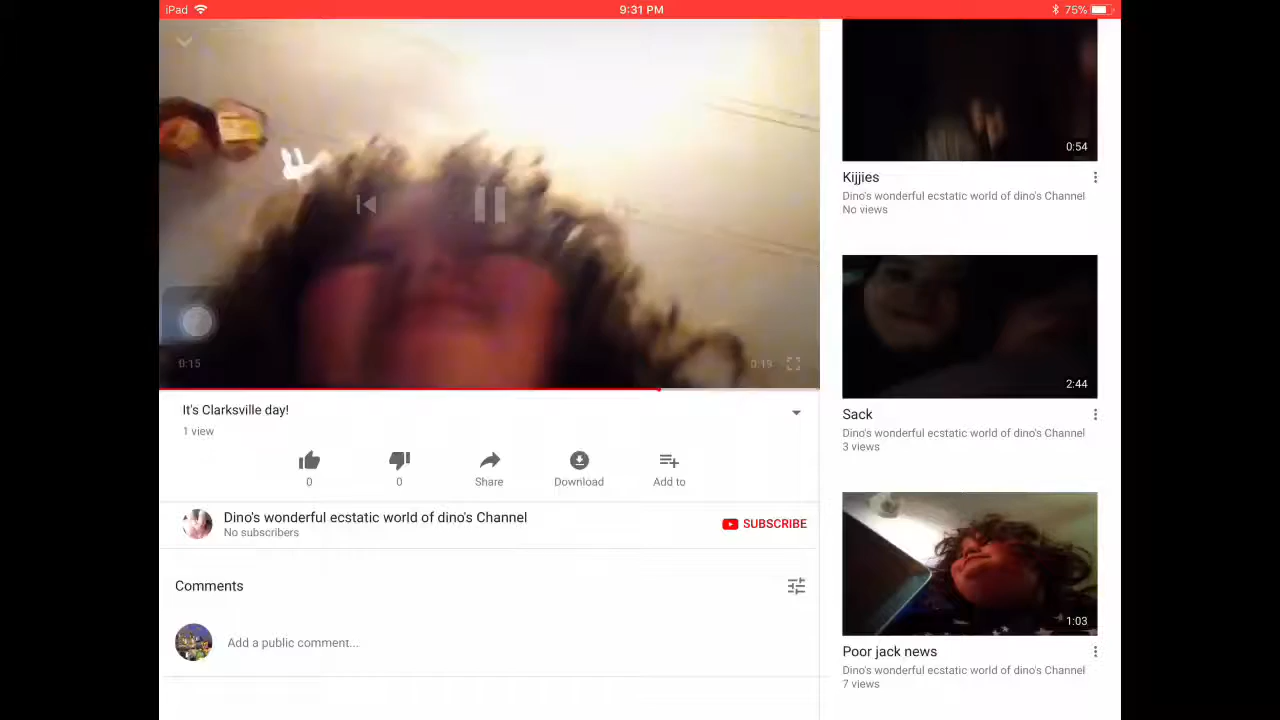 iPad
9:31 PM
75%
0:15
0:19
It's Clarksville day!
1 view
0
0
Share
Download
Add to
Dino's wonderful ecstatic world of dino's Channel
No subscribers
SUBSCRIBE
Comments
Add a public comment...
0:54
Kijjies
Dino's wonderful ecstatic world of dino's Channel
No views
2:44
Sack
Dino's wonderful ecstatic world of dino's Channel
3 views
1:03
Poor jack news
Dino's wonderful ecstatic world of dino's Channel
7 views